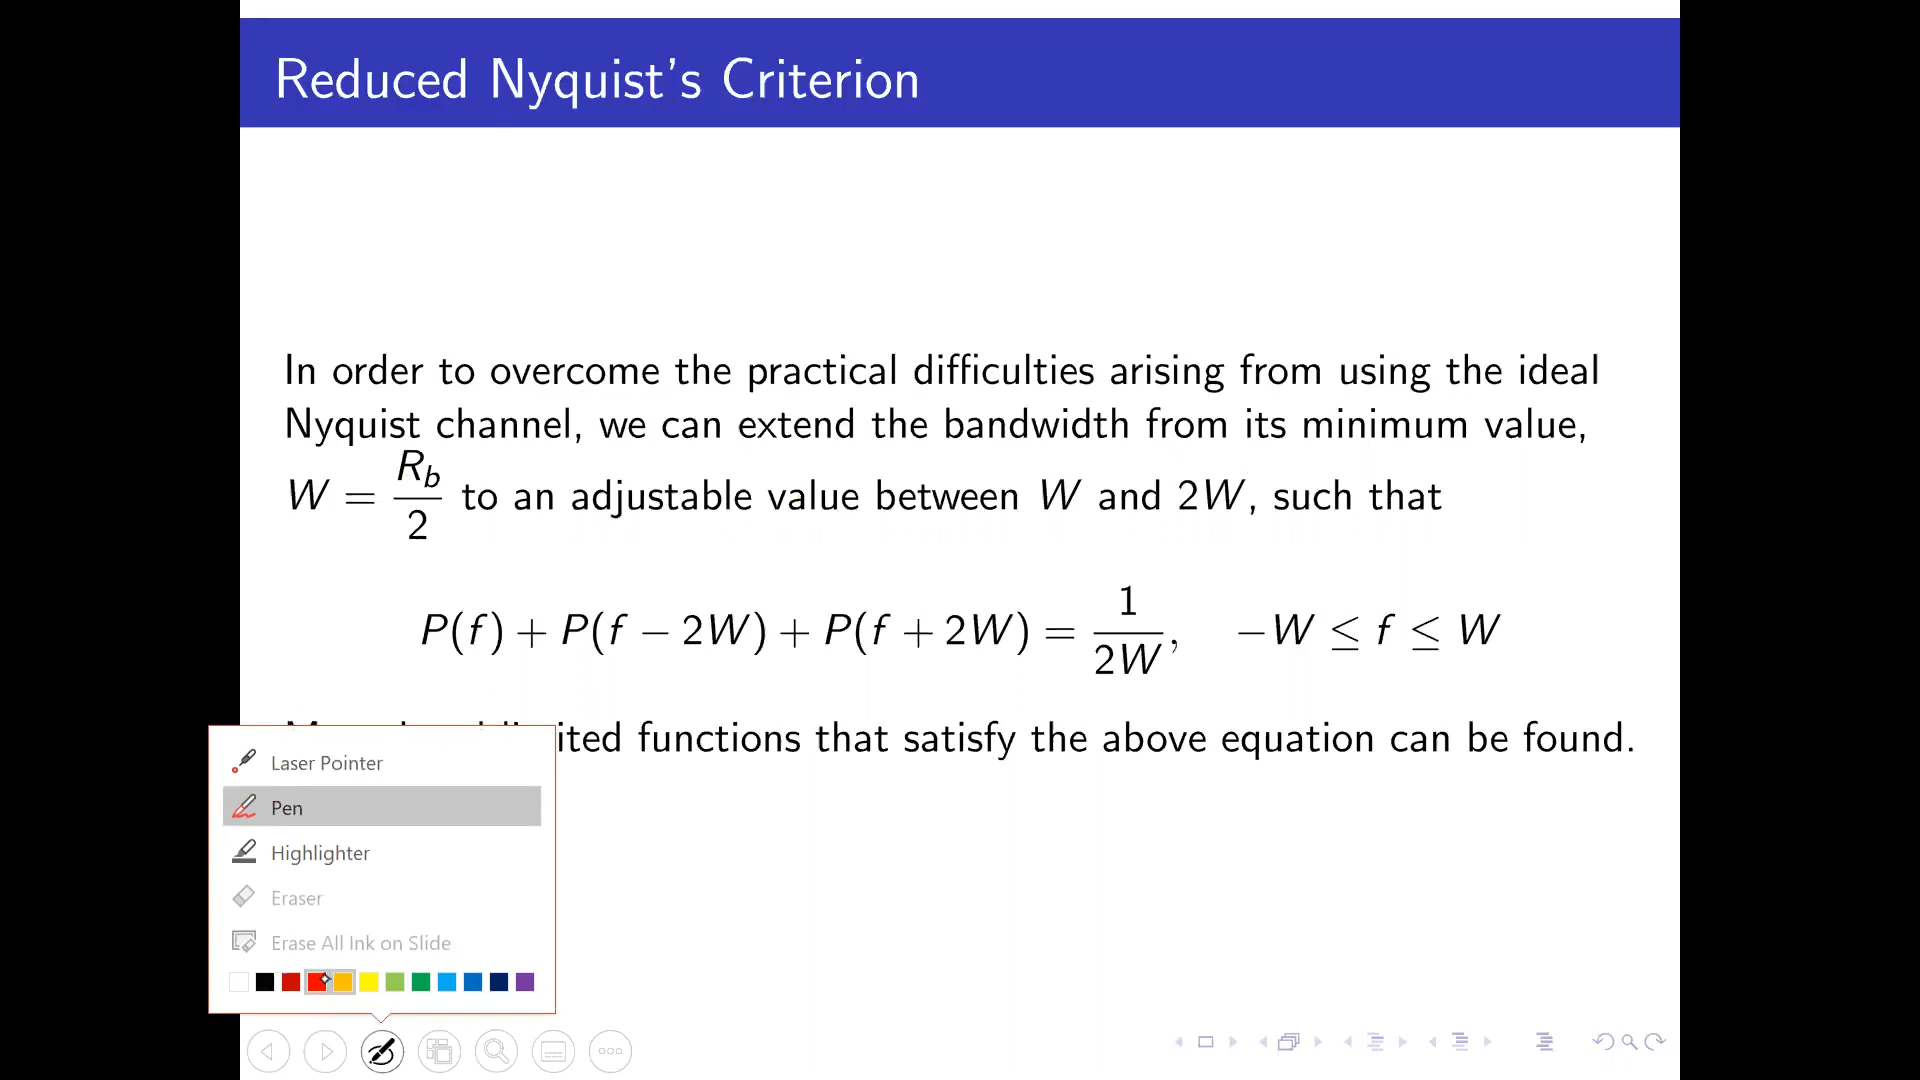 Reduced Nyquist's Criterion
In order to overcome the practical difficulties arising from using the ideal
Nyquist channel, we can extend the bandwidth from its minimum value,
W = R_b/2 to an adjustable value between W and 2W, such that
P(f) + P(f − 2W) + P(f + 2W) = 1/2W, −W ≤ f ≤ W
functions that satisfy the above equation can be found.
Laser Pointer
Pen
Highlighter
Eraser
Erase All Ink on Slide